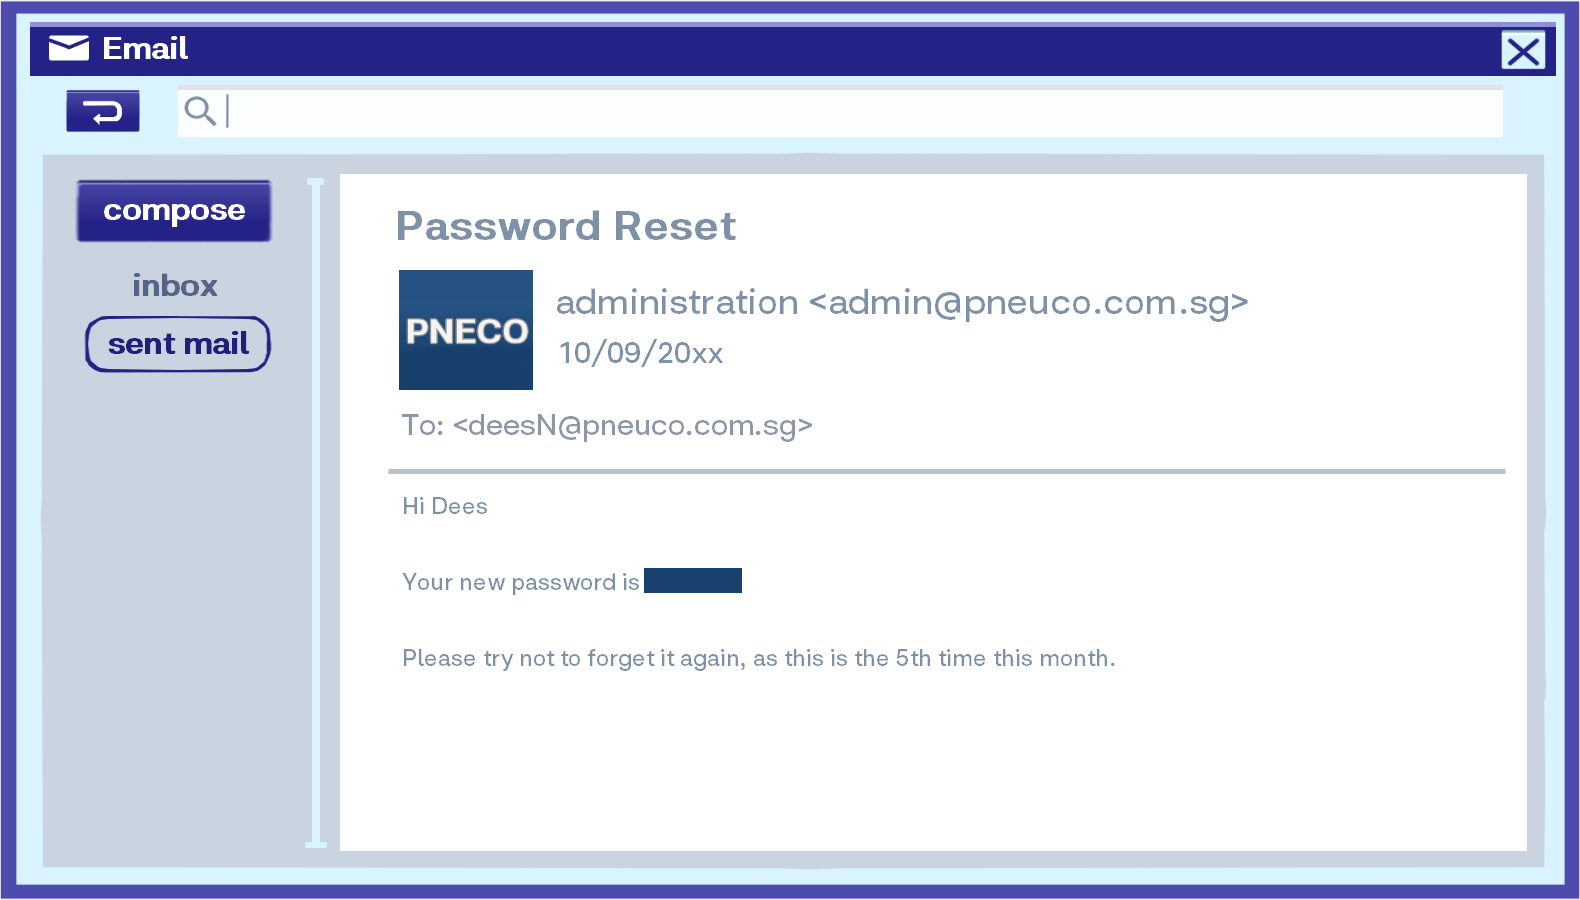 Email
compose
inbox
sent mail
Password Reset
PNECO
administration <admin@pneuco.com.sg>
10/09/20xx
To: <deesN@pneuco.com.sg>
Hi Dees
Your new password is
Please try not to forget it again, as this is the 5th time this month.